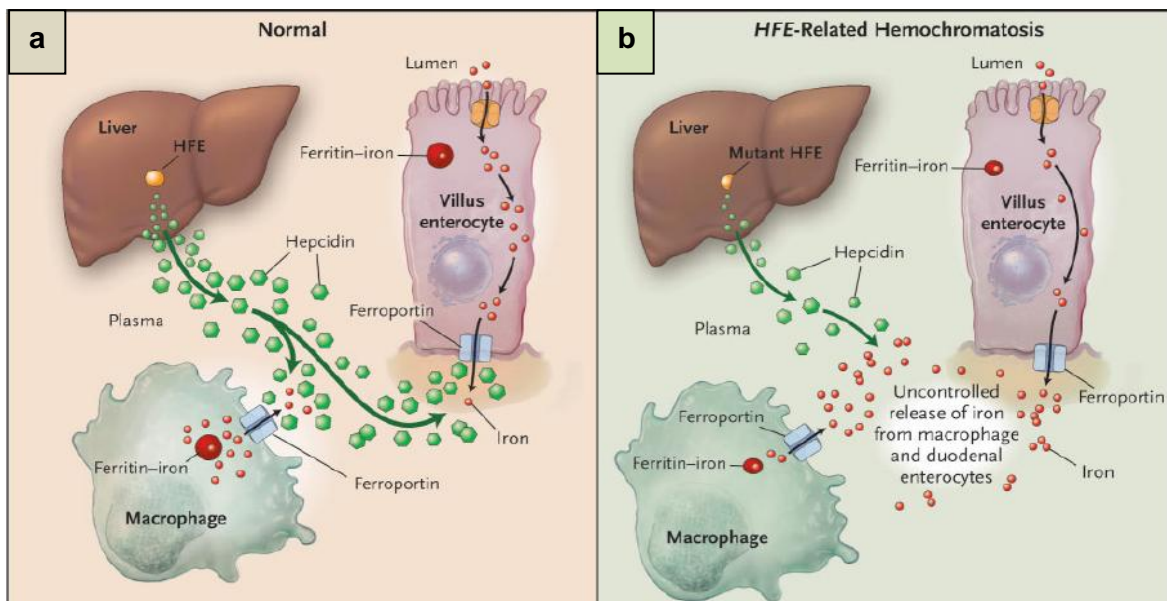 a
Normal
Lumen
Liver
HFE
Ferritin–iron
Villus
enterocyte
Hepcidin
Plasma
Ferroportin
Iron
Ferritin–iron
Ferroportin
Macrophage
b
HFE-Related Hemochromatosis
Lumen
Liver
Mutant HFE
Ferritin–iron
Villus
enterocyte
Hepcidin
Plasma
Ferroportin
Ferroportin
Uncontrolled
release of iron
from macrophage
and duodenal
enterocytes
Iron
Ferritin–iron
Macrophage